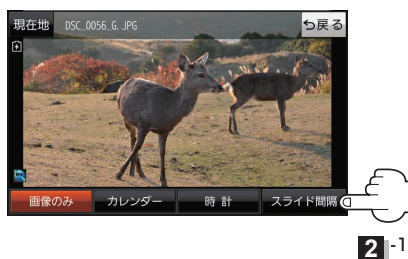 現在地 DSC_0056_G.JPG 戻る
画像のみ カレンダー 時計 スライド間隔
2-1